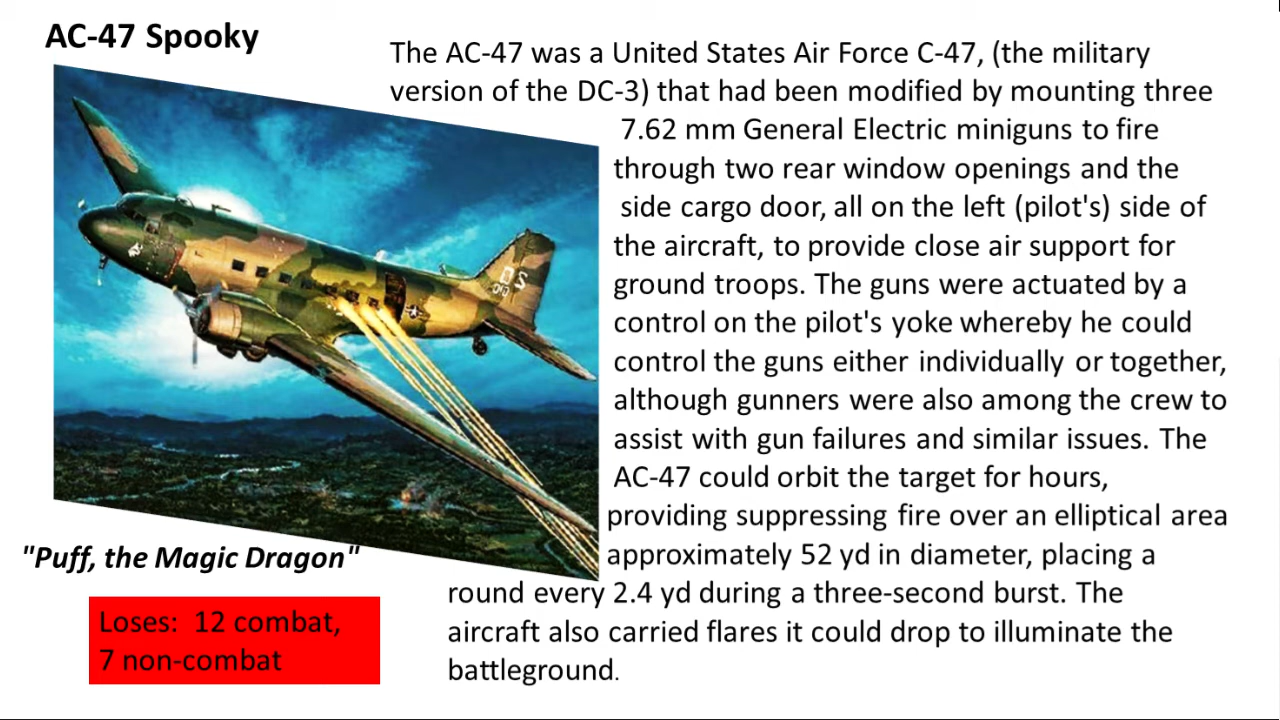 AC-47 Spooky
The AC-47 was a United States Air Force C-47, (the military
version of the DC-3) that had been modified by mounting three
7.62 mm General Electric miniguns to fire
through two rear window openings and the
side cargo door, all on the left (pilot's) side of
the aircraft, to provide close air support for
ground troops. The guns were actuated by a
control on the pilot's yoke whereby he could
control the guns either individually or together,
although gunners were also among the crew to
assist with gun failures and similar issues. The
AC-47 could orbit the target for hours,
providing suppressing fire over an elliptical area
approximately 52 yd in diameter, placing a
round every 2.4 yd during a three-second burst. The
aircraft also carried flares it could drop to illuminate the
battleground.
"Puff, the Magic Dragon"
Loses:  12 combat,
7 non-combat